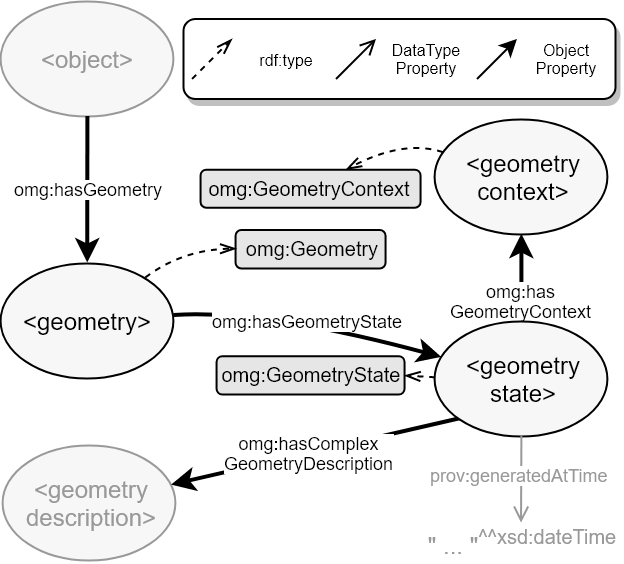 <object>
rdf:type
DataType
Property
Object
Property
omg:hasGeometry
omg:GeometryContext
<geometry
context>
omg:Geometry
omg:has
GeometryContext
<geometry>
omg:hasGeometryState
omg:GeometryState
<geometry
state>
omg:hasComplex
GeometryDescription
prov:generatedAtTime
<geometry
description>
" ... "^^xsd:dateTime